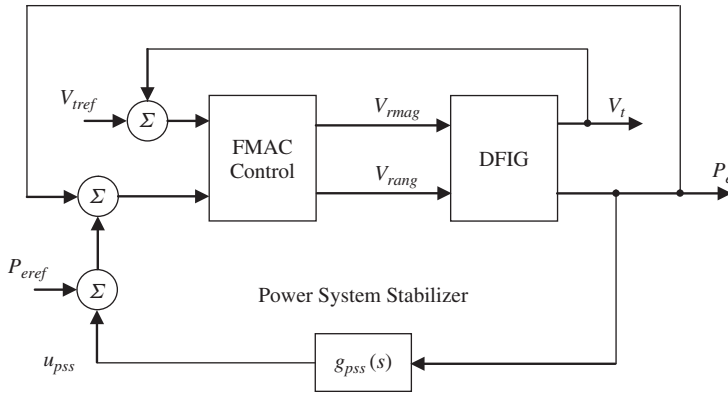 V_tref
Σ
FMAC
Control
V_rmag
V_rang
DFIG
V_t
P_e
Σ
P_eref
Σ
Power System Stabilizer
u_pss
g_pss(s)